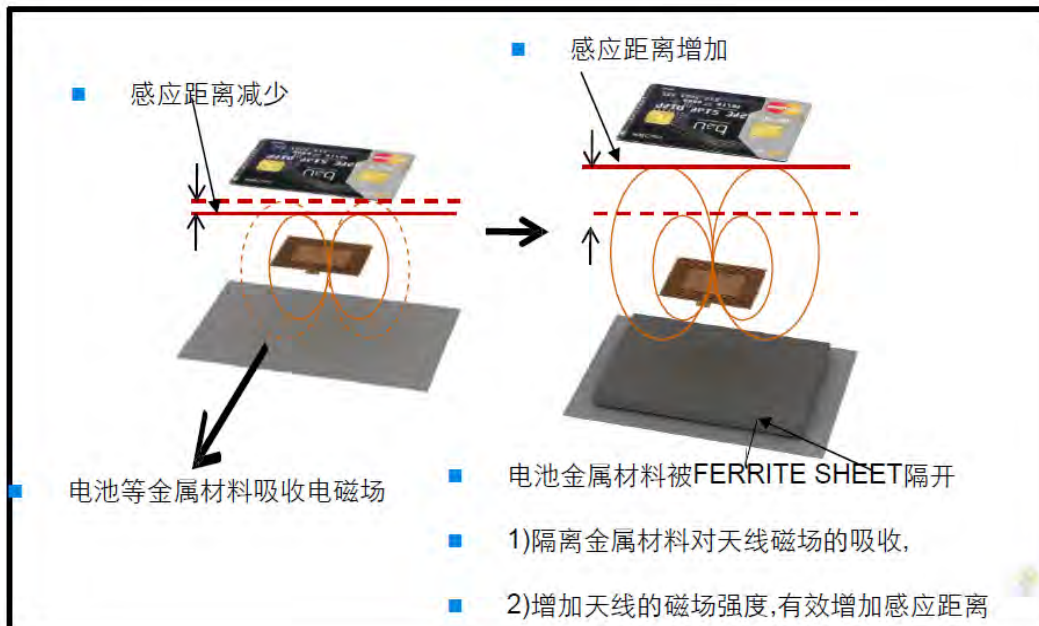 感应距离增加
感应距离减少
电池等金属材料吸收电磁场
电池金属材料被FERRITE SHEET隔开
1)隔离金属材料对天线磁场的吸收,
2)增加天线的磁场强度,有效增加感应距离